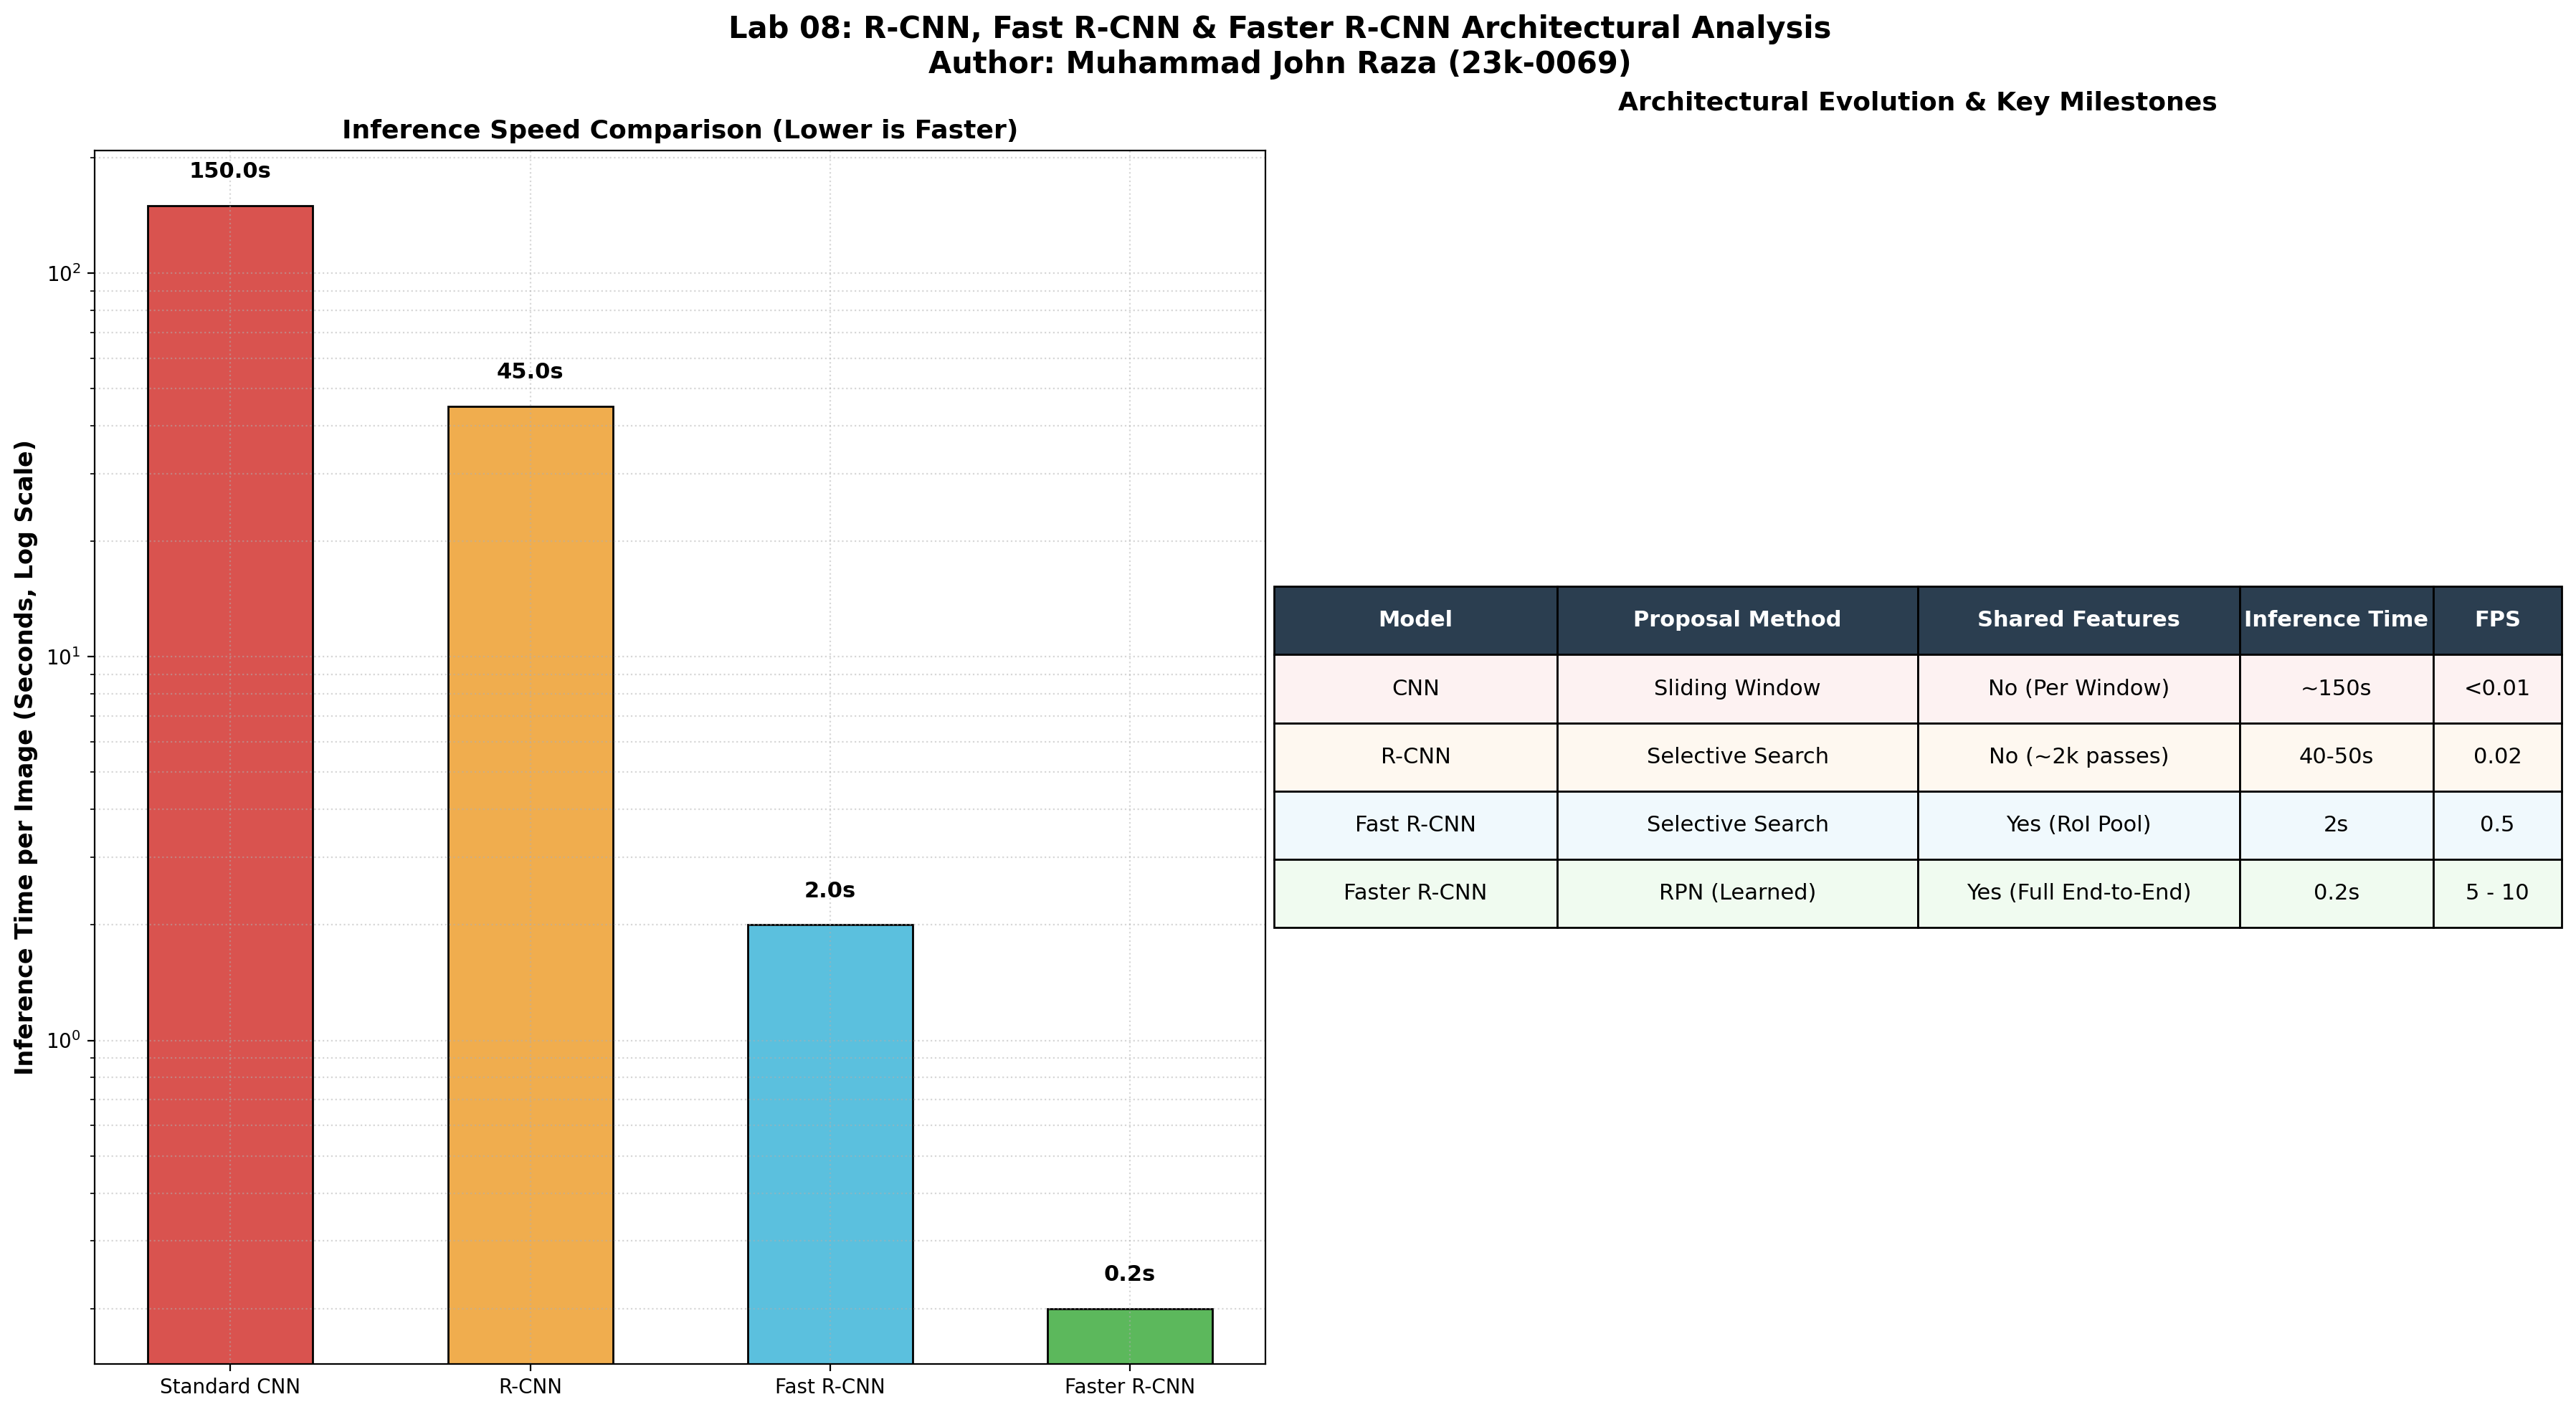 Lab 08: R-CNN, Fast R-CNN & Faster R-CNN Architectural Analysis
Author: Muhammad John Raza (23k-0069)
Inference Speed Comparison (Lower is Faster)
Inference Time per Image (Seconds, Log Scale)
10²
10¹
10⁰
150.0s
45.0s
2.0s
0.2s
Standard CNN
R-CNN
Fast R-CNN
Faster R-CNN
Architectural Evolution & Key Milestones
Model Proposal Method Shared Features Inference Time FPS
CNN Sliding Window No (Per Window) ~150s <0.01
R-CNN Selective Search No (~2k passes) 40-50s 0.02
Fast R-CNN Selective Search Yes (RoI Pool) 2s 0.5
Faster R-CNN RPN (Learned) Yes (Full End-to-End) 0.2s 5 - 10